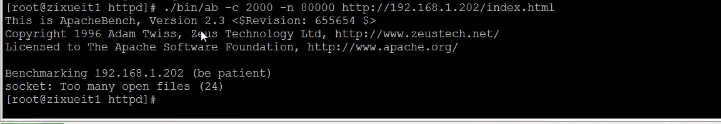 [root@zixueit1 httpd]# ./bin/ab -c 2000 -n 80000 http://192.168.1.202/index.html
This is ApacheBench, Version 2.3 <$Revision: 655654 $>
Copyright 1996 Adam Twiss, Zeus Technology Ltd, http://www.zeustech.net/
Licensed to The Apache Software Foundation, http://www.apache.org/
Benchmarking 192.168.1.202 (be patient)
socket: Too many open files (24)
[root@zixueit1 httpd]#